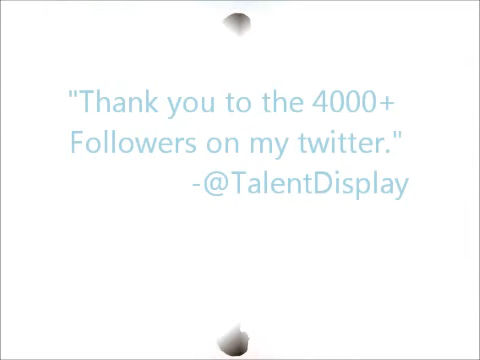 "Thank you to the 4000+
Followers on my twitter."
-@TalentDisplay